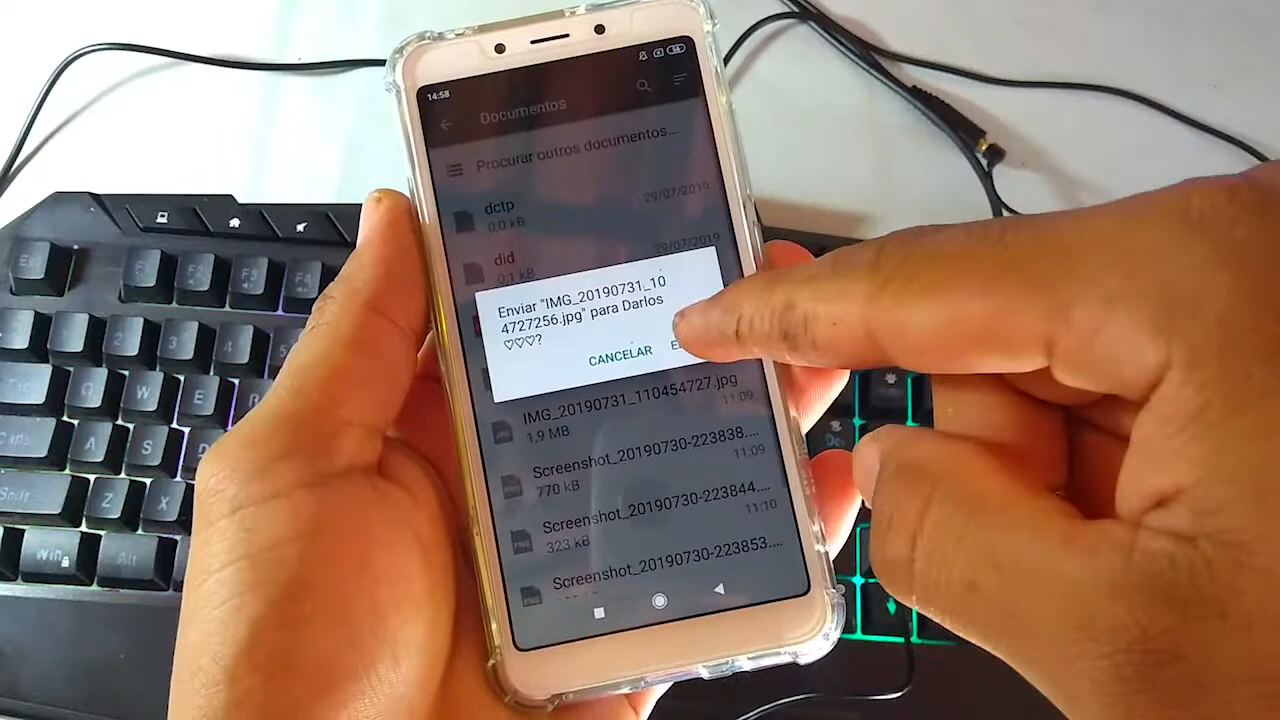 14:58
Documentos
Procurar outros documentos...
29/07/2019
dctp
0,0 kB
29/07/2019
did
0,1 kB
Enviar "IMG_20190731_10
4727256.jpg" para Darlos
♡♡♡?
CANCELAR
IMG_20190731_110454727.jpg
1,9 MB
11:09
Screenshot_20190730-223838....
770 kB
11:09
Screenshot_20190730-223844....
323 kB
11:10
Screenshot_20190730-223853....
Esc
F1
F2
F3
F4
1
2
3
4
5
Q
W
E
R
Caps
A
S
D
Shift
Z
X
Win
Alt